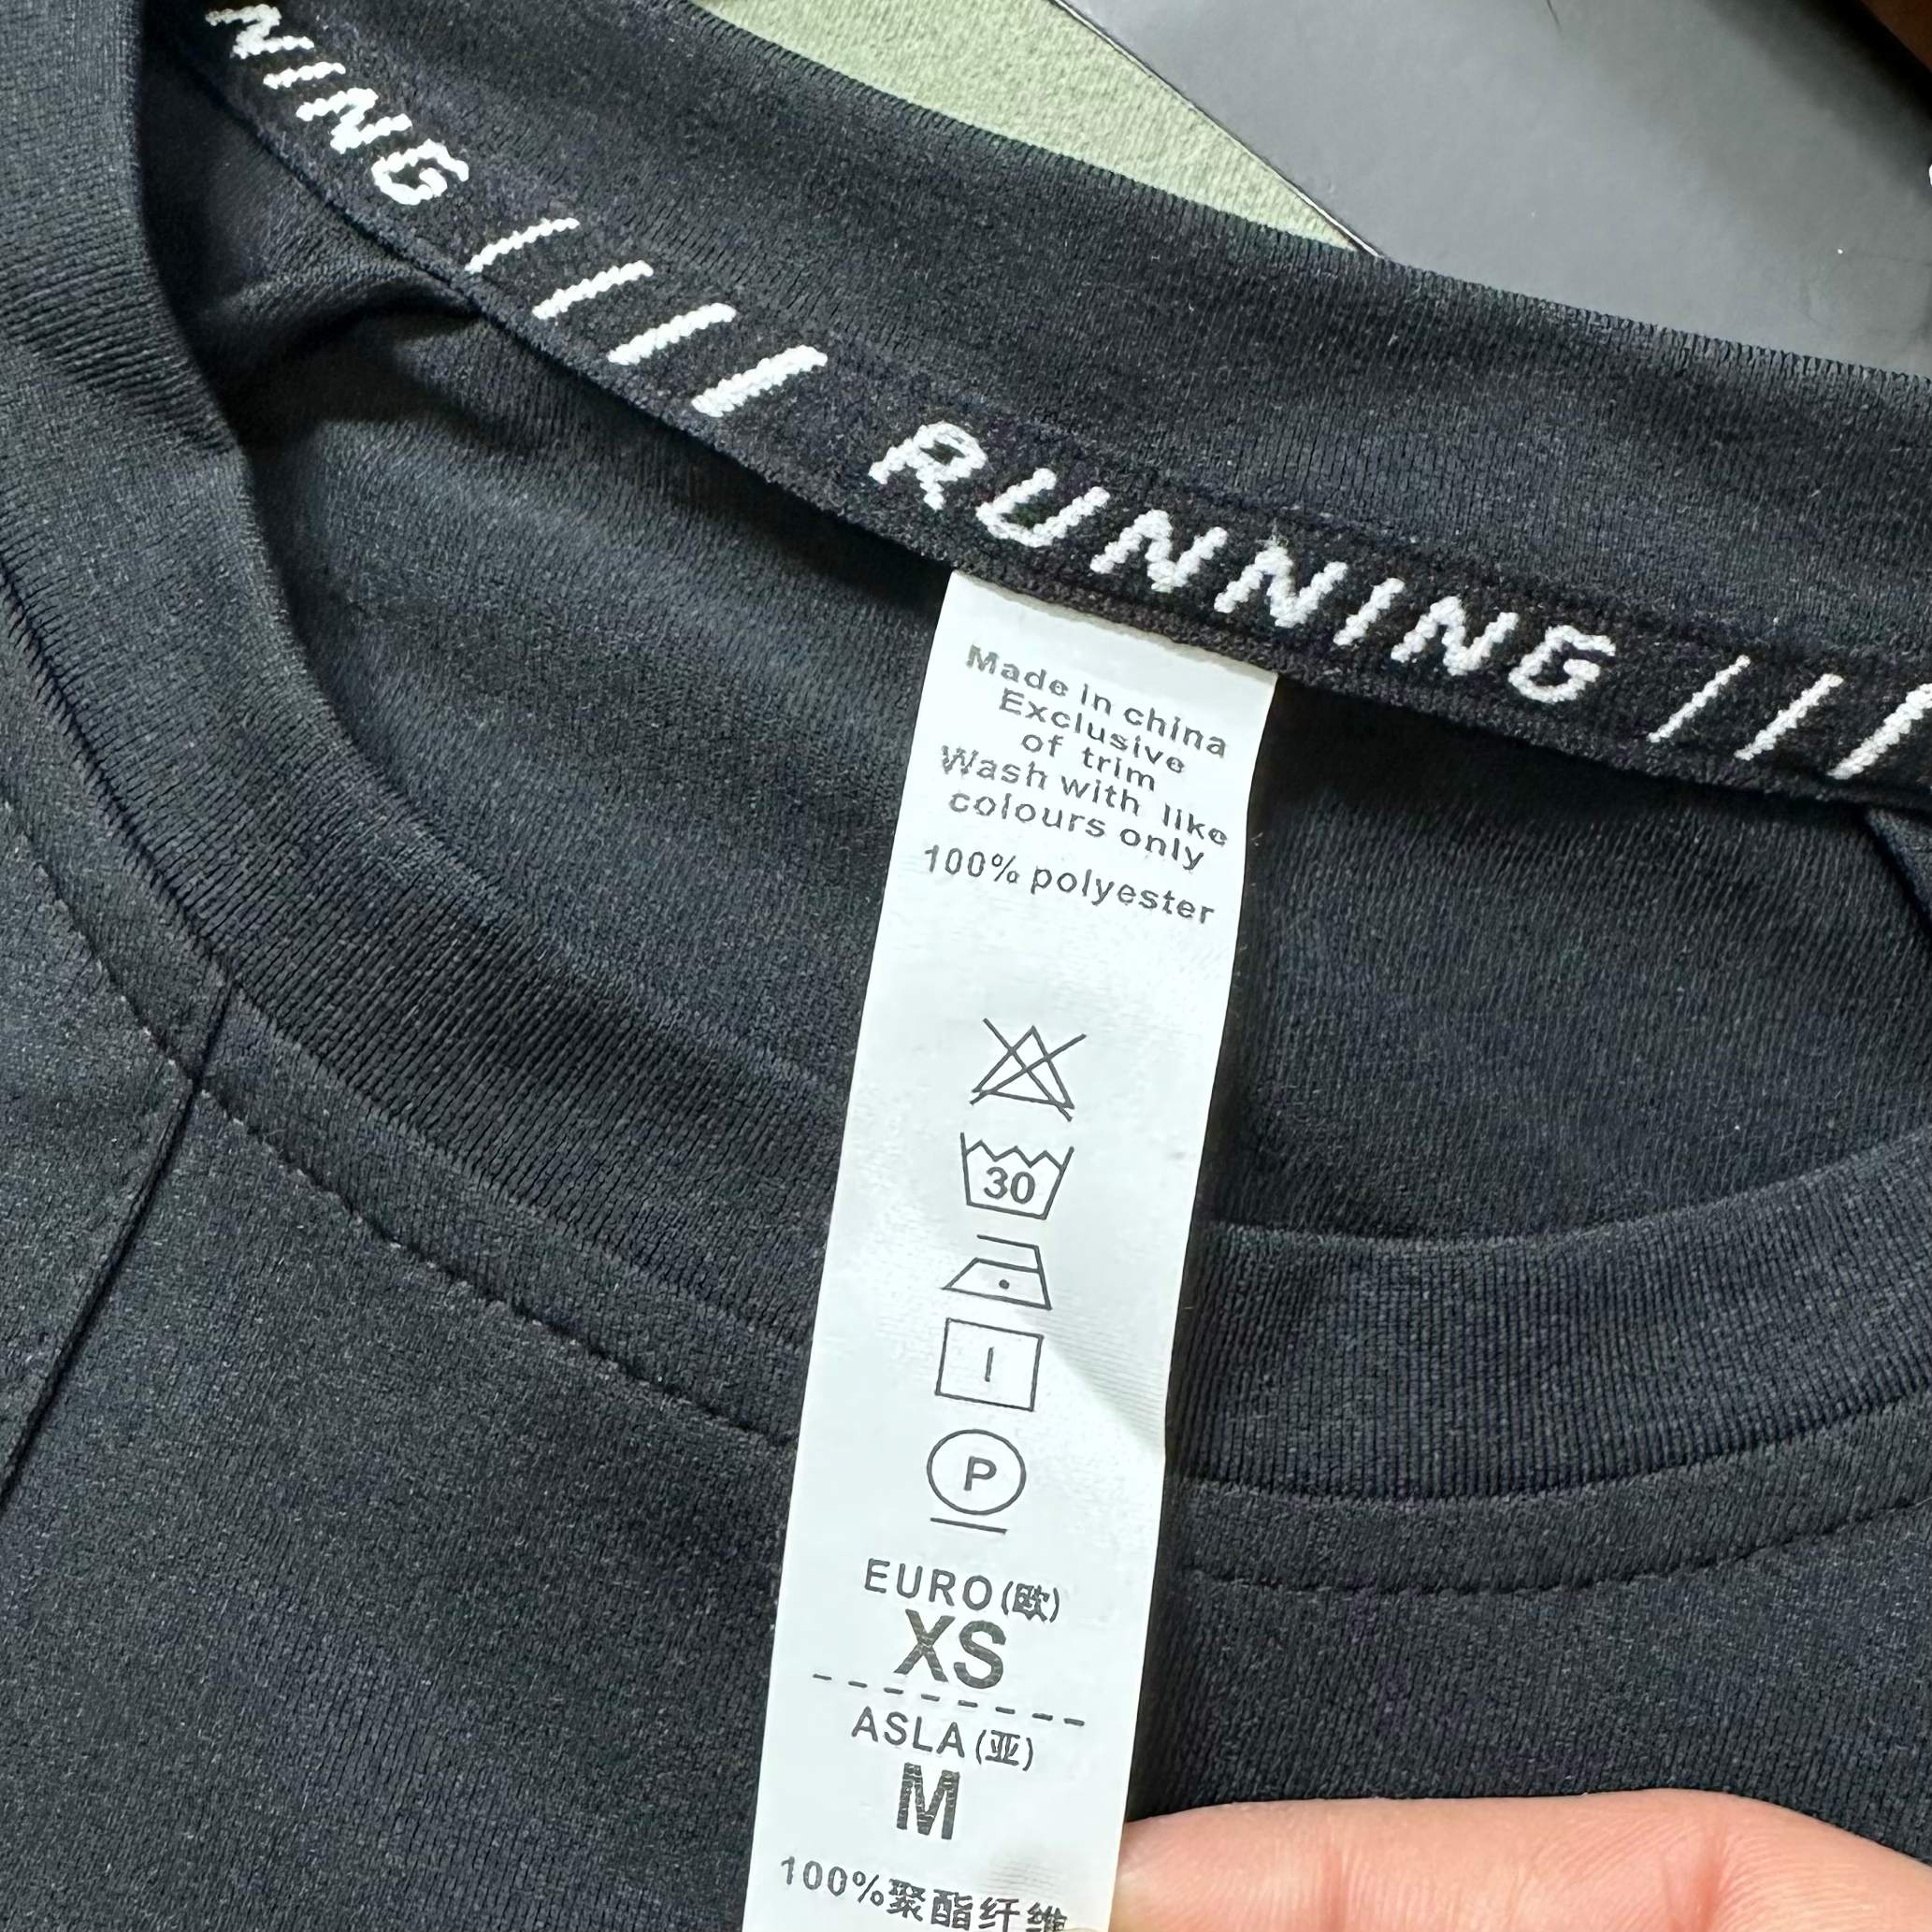 NING //// RUNNING ///
Made in china
Exclusive
of trim
Wash with like
colours only
100% polyester
30
P
EURO(欧)
XS
ASLA(亚)
M
100%聚酯纤维